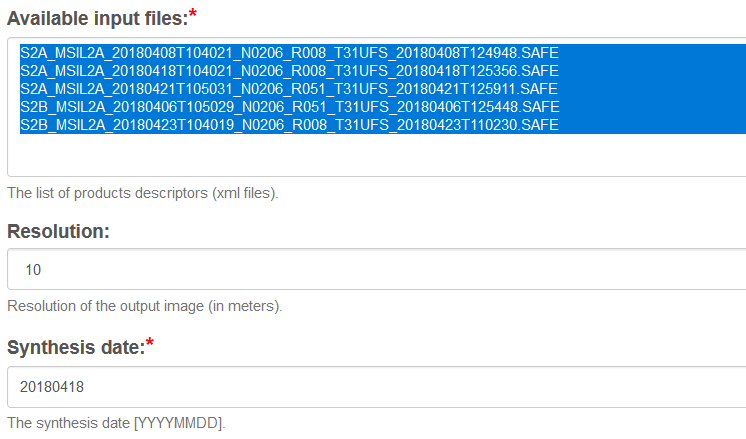 Available input files:*
S2A_MSIL2A_20180408T104021_N0206_R008_T31UFS_20180408T124948.SAFE
S2A_MSIL2A_20180418T104021_N0206_R008_T31UFS_20180418T125356.SAFE
S2A_MSIL2A_20180421T105031_N0206_R051_T31UFS_20180421T125911.SAFE
S2B_MSIL2A_20180406T105029_N0206_R051_T31UFS_20180406T125448.SAFE
S2B_MSIL2A_20180423T104019_N0206_R008_T31UFS_20180423T110230.SAFE
The list of products descriptors (xml files).
Resolution:
10
Resolution of the output image (in meters).
Synthesis date:*
20180418
The synthesis date [YYYYMMDD].